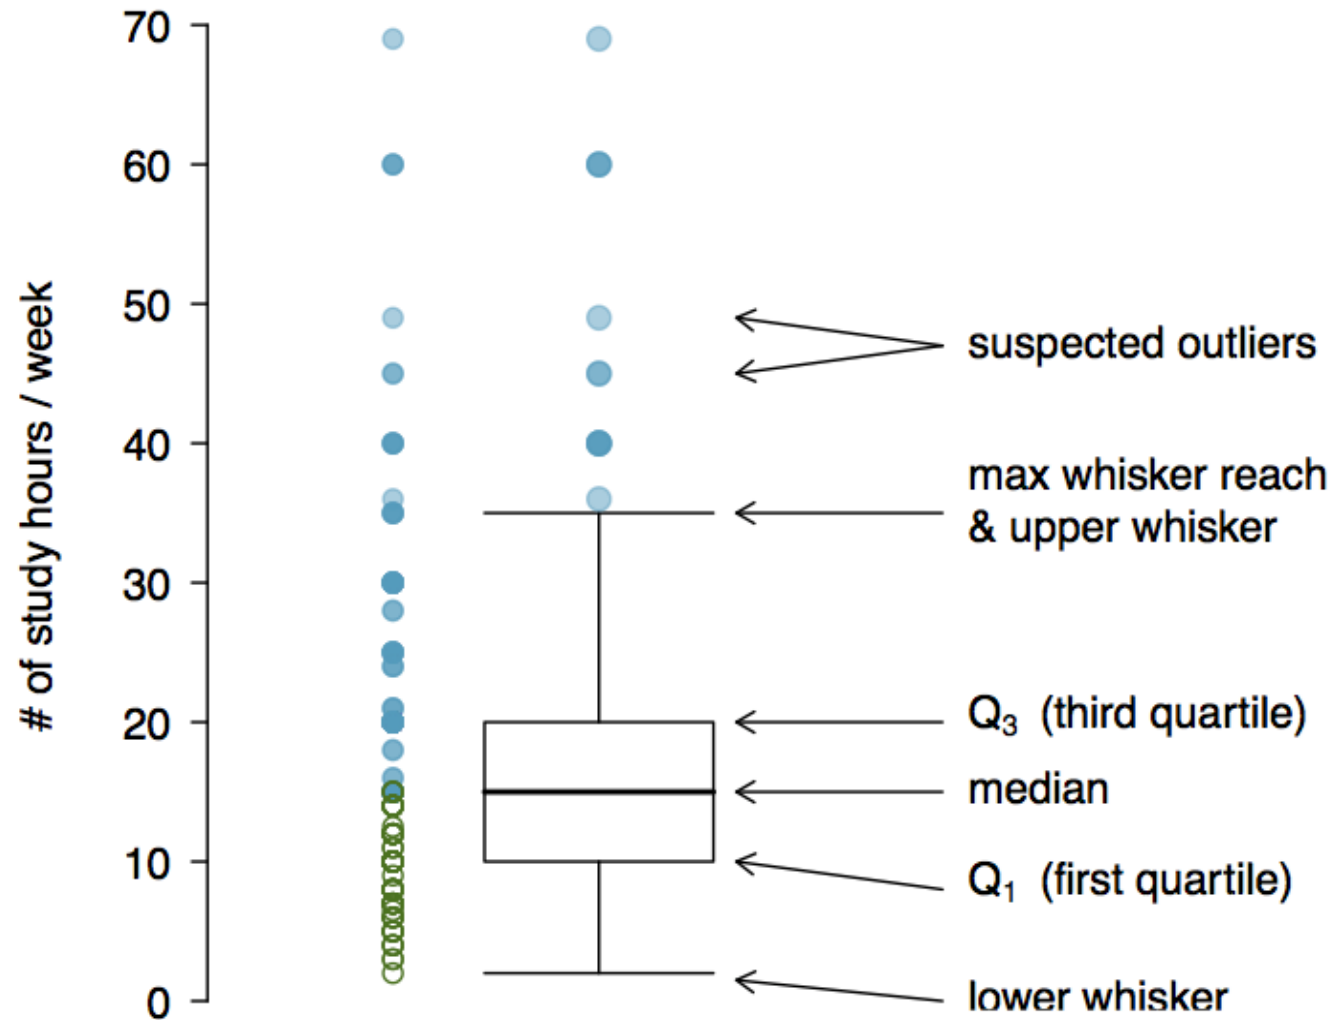 70
60
50
40
30
20
10
0
# of study hours / week
suspected outliers
max whisker reach
& upper whisker
Q₃ (third quartile)
median
Q₁ (first quartile)
lower whisker